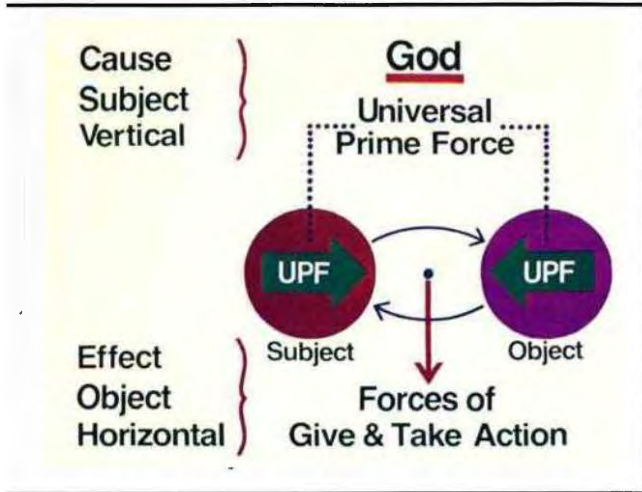 Cause
Subject
Vertical
God
Universal
Prime Force
UPF
UPF
Subject
Object
Effect
Object
Horizontal
Forces of
Give & Take Action